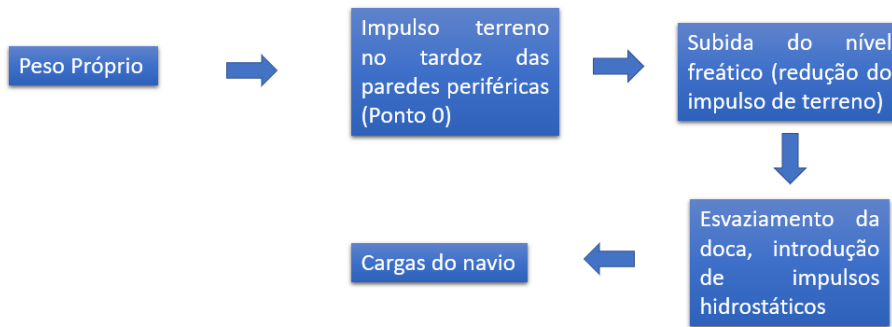 Peso Próprio
Impulso terreno
no tardoz das
paredes periféricas
(Ponto 0)
Subida do nível
freático (redução do
impulso de terreno)
Esvaziamento da
doca, introdução
de impulsos
hidrostáticos
Cargas do navio